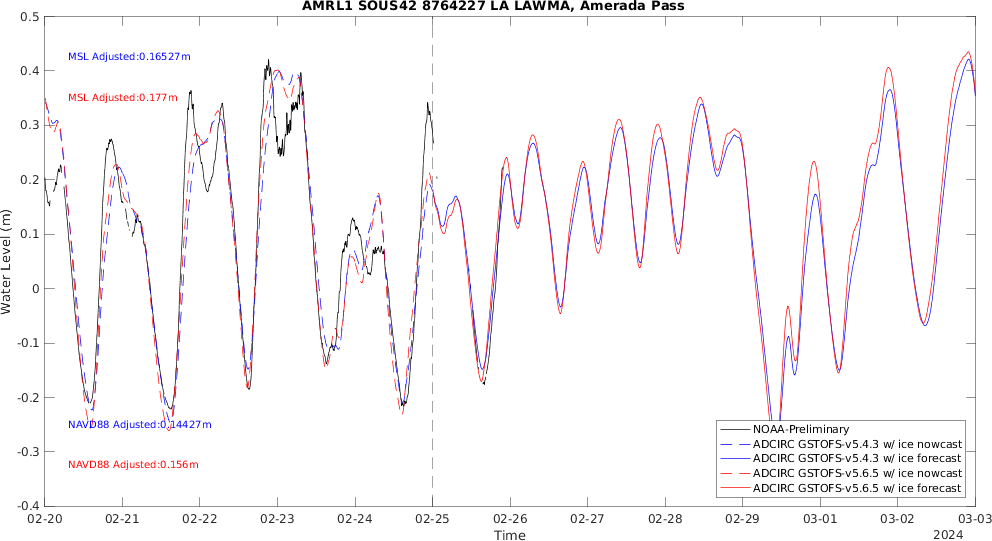 AMRL1 SOUS42 8764227 LA LAWMA, Amerada Pass
Water Level (m)
0.5
0.4
0.3
0.2
0.1
0
-0.1
-0.2
-0.3
-0.4
MSL Adjusted:0.16527m
MSL Adjusted:0.177m
NAVD88 Adjusted:0.14427m
NAVD88 Adjusted:0.156m
NOAA-Preliminary
ADCIRC GSTOFS-v5.4.3 w/ ice nowcast
ADCIRC GSTOFS-v5.4.3 w/ ice forecast
ADCIRC GSTOFS-v5.6.5 w/ ice nowcast
ADCIRC GSTOFS-v5.6.5 w/ ice forecast
02-20 02-21 02-22 02-23 02-24 02-25 02-26 02-27 02-28 02-29 03-01 03-02 03-03
Time
2024